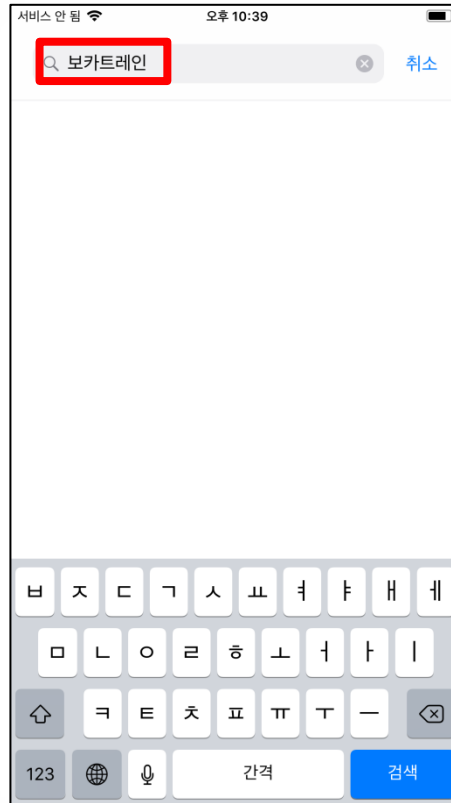 서비스 안 됨 오후 10:39
보카트레인 취소
ㅂ ㅈ ㄷ ㄱ ㅅ ㅛ ㅕ ㅑ ㅐ ㅔ
ㅁ ㄴ ㅇ ㄹ ㅎ ㅗ ㅓ ㅏ ㅣ
ㅋ ㅌ ㅊ ㅍ ㅠ ㅜ ㅡ
123 간격 검색